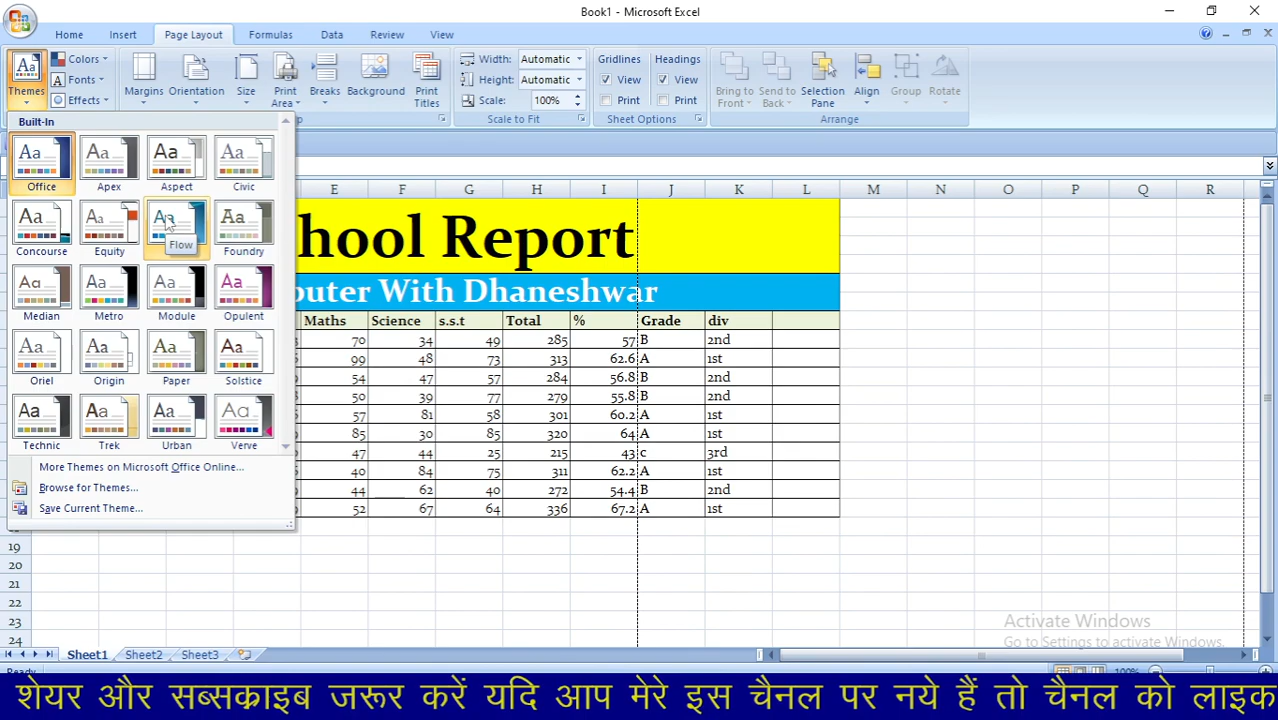 Book1 - Microsoft Excel
Home Insert Page Layout Formulas Data Review View
Themes Colors Fonts Effects
Margins Orientation Size Print Area Breaks Background Print Titles
Width: Automatic
Height: Automatic
Scale: 100%
Scale to Fit
Gridlines Headings
View View
Print Print
Sheet Options
Bring to Front Send to Back Selection Pane Align Group Rotate
Arrange
Built-In
Office Apex Aspect Civic
Concourse Equity Flow Foundry
Median Metro Module Opulent
Oriel Origin Paper Solstice
Technic Trek Urban Verve
More Themes on Microsoft Office Online...
Browse for Themes...
Save Current Theme...
E F G H I J K L M N O P Q R
hool Report
outer With Dhaneshwar
Maths Science s.s.t Total % Grade div
70 34 49 285 57 B 2nd
99 48 73 313 62.6 A 1st
54 47 57 284 56.8 B 2nd
50 39 77 279 55.8 B 2nd
57 81 58 301 60.2 A 1st
85 30 85 320 64 A 1st
47 44 25 215 43 c 3rd
40 84 75 311 62.2 A 1st
44 62 40 272 54.4 B 2nd
52 67 64 336 67.2 A 1st
19
20
21
22
23
24
Activate Windows
Go to Settings to activate Windows.
Sheet1 Sheet2 Sheet3
Ready 100%
शेयर और सब्सक्राइब जरूर करें यदि आप मेरे इस चैनल पर नये हैं तो चैनल को लाइक